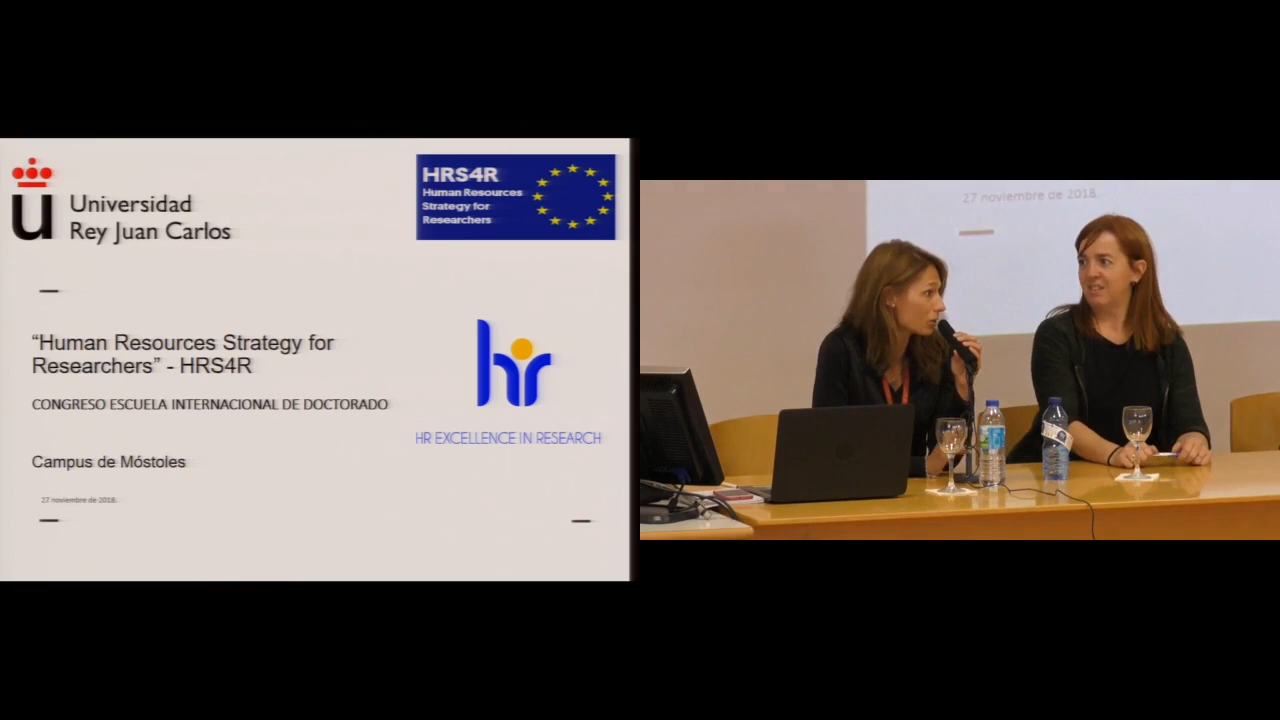 Universidad
Rey Juan Carlos
HRS4R
Human Resources
Strategy for
Researchers
“Human Resources Strategy for
Researchers” - HRS4R
CONGRESO ESCUELA INTERNACIONAL DE DOCTORADO
Campus de Móstoles
27 noviembre de 2018.
hr
HR EXCELLENCE IN RESEARCH
27 noviembre de 2018.